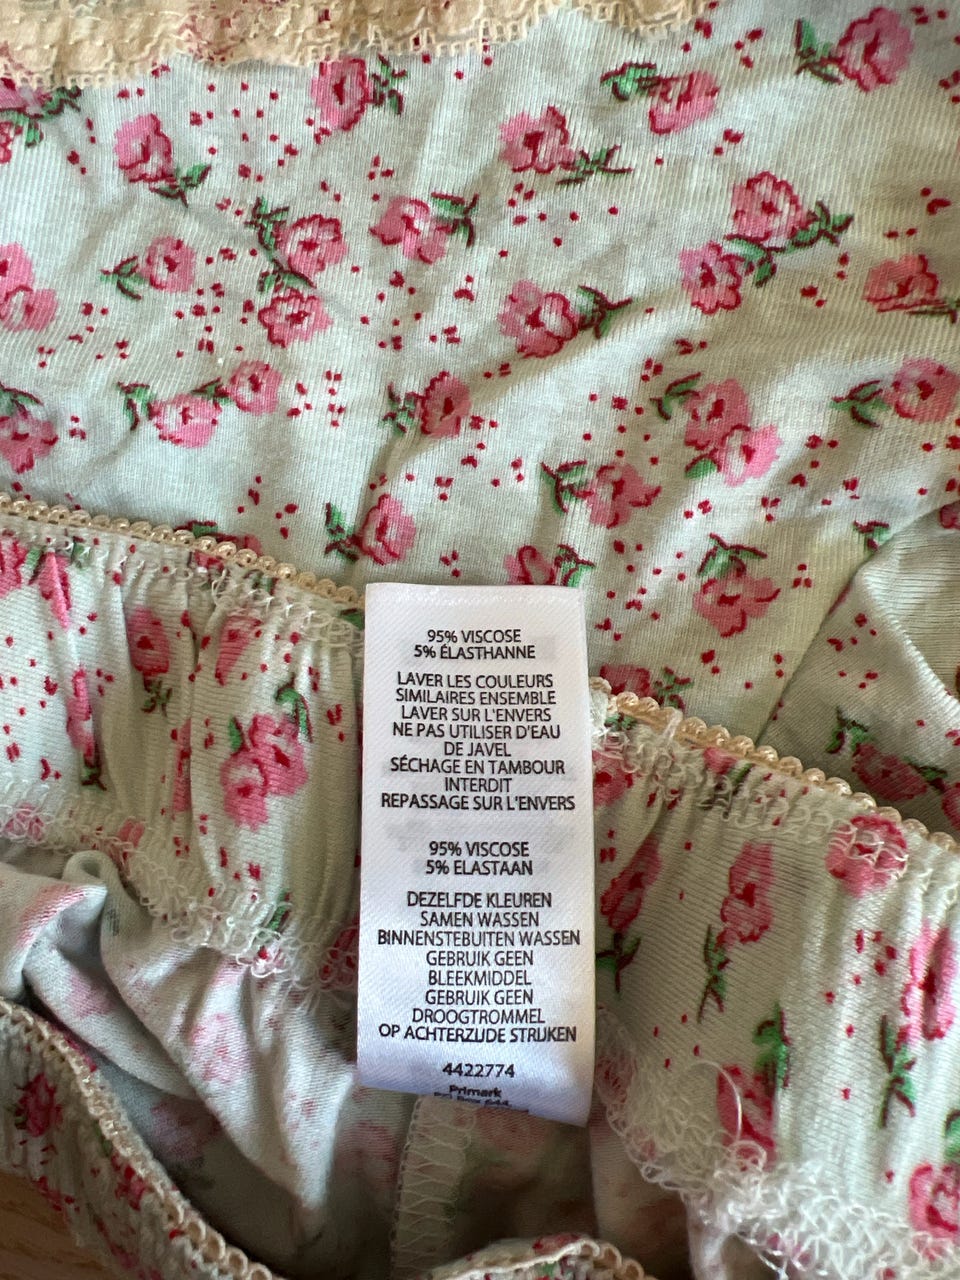 95% VISCOSE
5% ÉLASTHANNE
LAVER LES COULEURS
SIMILAIRES ENSEMBLE
LAVER SUR L'ENVERS
NE PAS UTILISER D'EAU
DE JAVEL
SÉCHAGE EN TAMBOUR
INTERDIT
REPASSAGE SUR L'ENVERS
95% VISCOSE
5% ELASTAAN
DEZELFDE KLEUREN
SAMEN WASSEN
BINNENSTEBUITEN WASSEN
GEBRUIK GEEN
BLEEKMIDDEL
GEBRUIK GEEN
DROOGTROMMEL
OP ACHTERZIJDE STRIJKEN
4422774
Primark